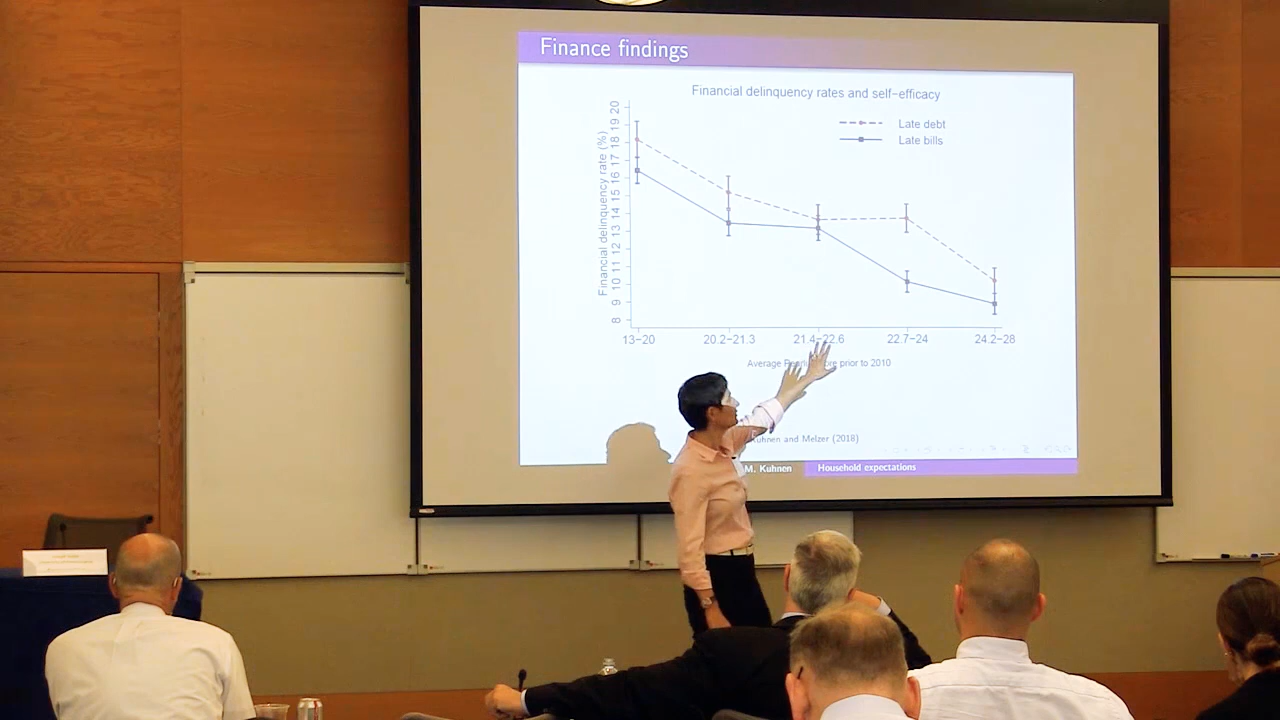 Finance findings
Financial delinquency rates and self-efficacy
Late debt
Late bills
Financial delinquency rate (%)
20
19
18
17
16
15
14
13
12
11
10
9
8
13-20 20.2-21.3 21.4-22.6 22.7-24 24.2-28
Average prior to 2010
Kuhnen and Melzer (2018)
M. Kuhnen Household expectations